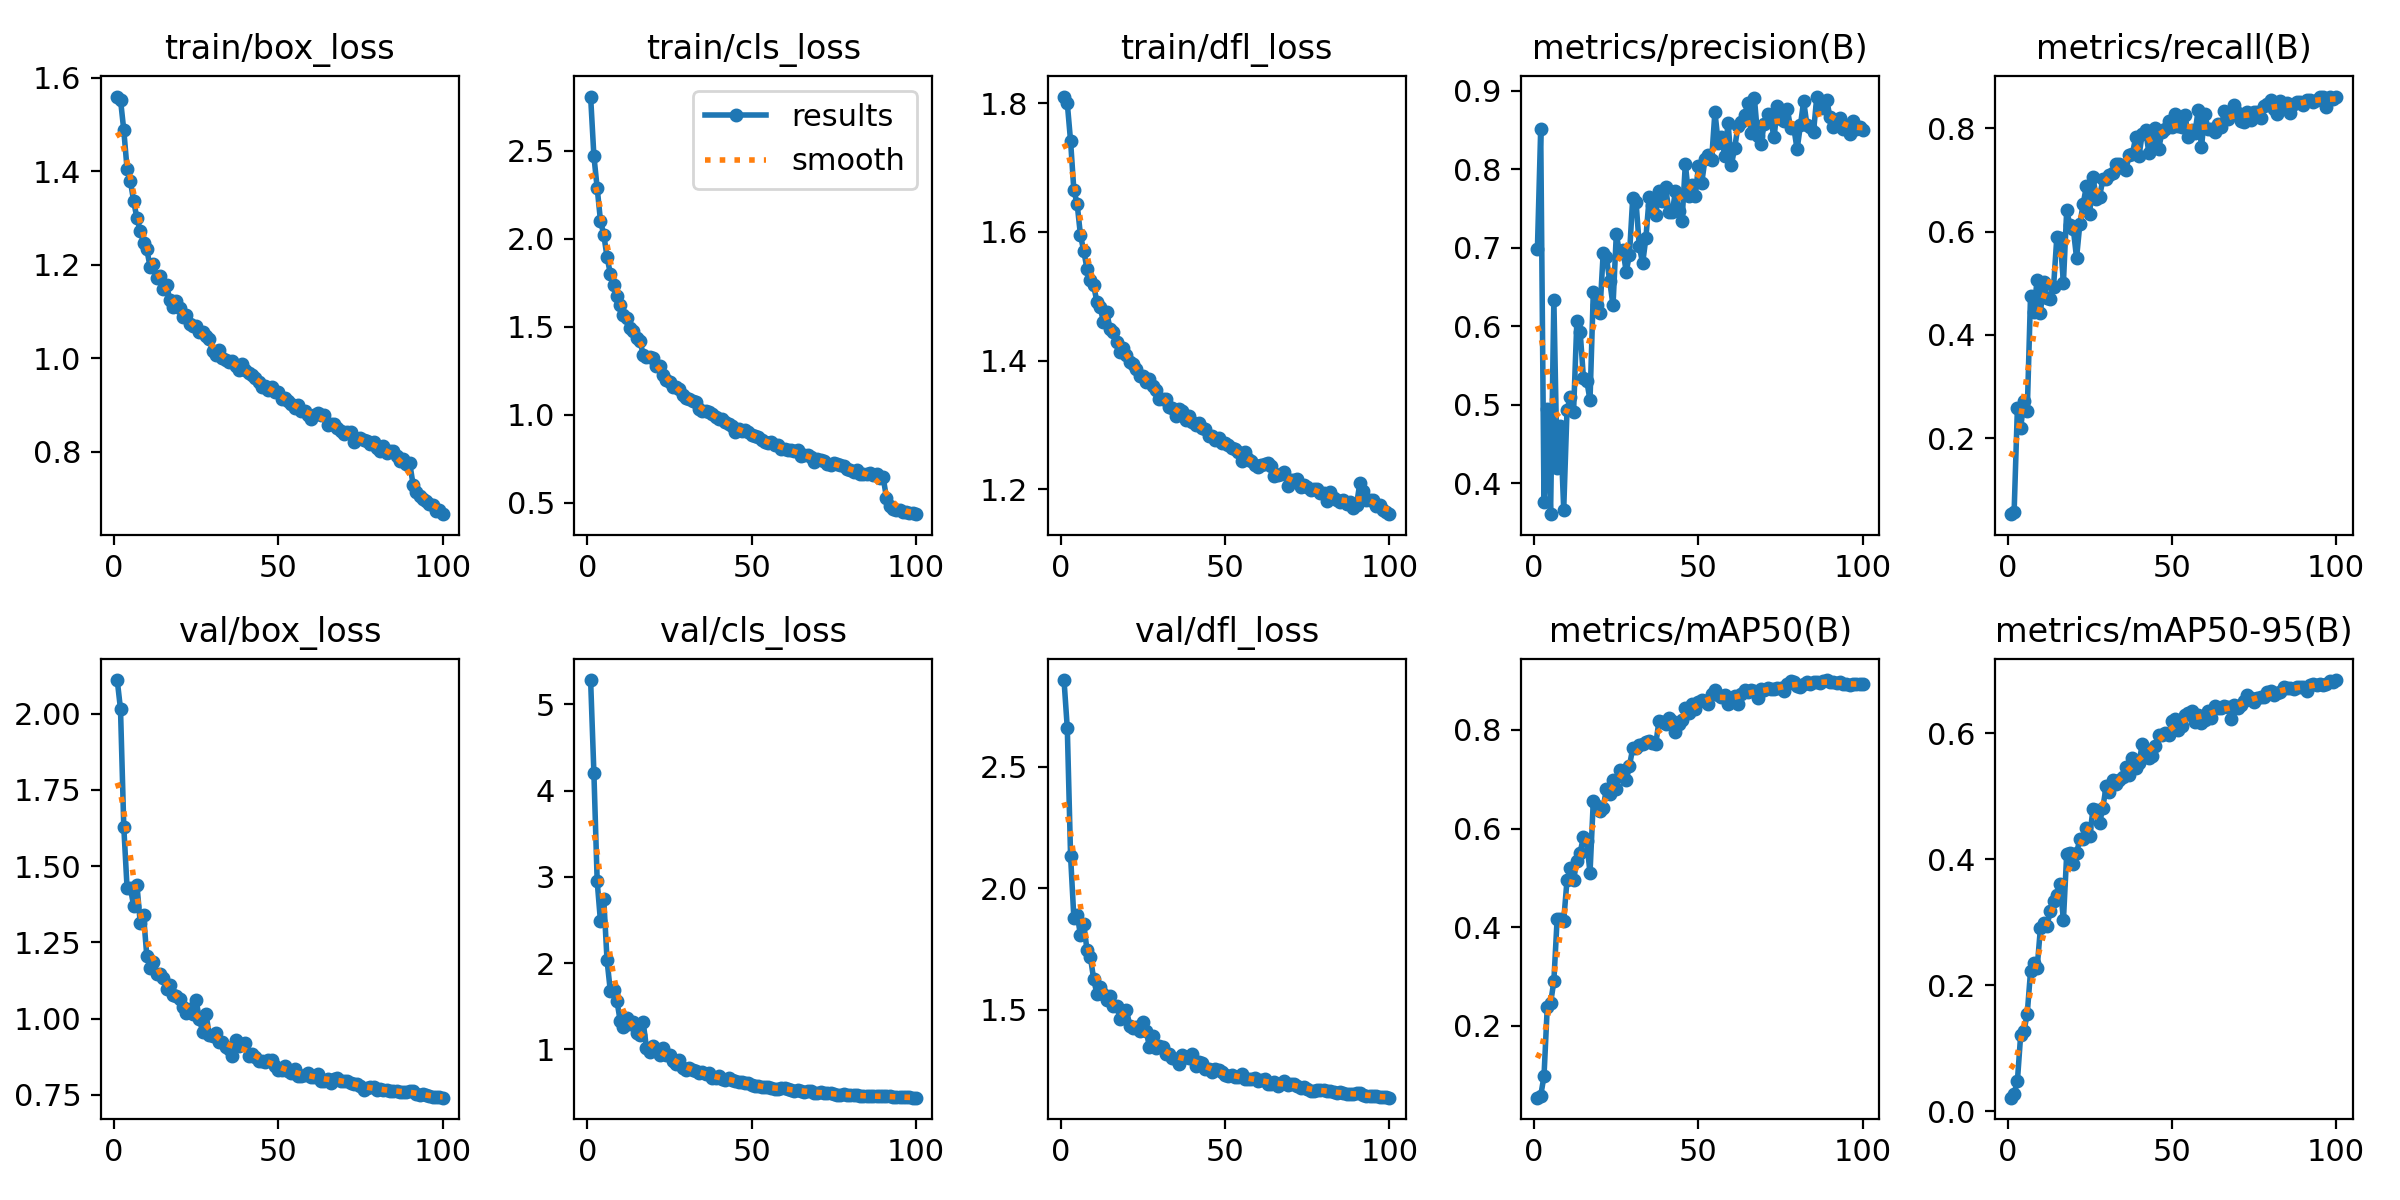 train/box_loss
1.6
1.4
1.2
1.0
0.8
0 50 100
train/cls_loss
results
smooth
2.5
2.0
1.5
1.0
0.5
0 50 100
train/dfl_loss
1.8
1.6
1.4
1.2
0 50 100
metrics/precision(B)
0.9
0.8
0.7
0.6
0.5
0.4
0 50 100
metrics/recall(B)
0.8
0.6
0.4
0.2
0 50 100
val/box_loss
2.00
1.75
1.50
1.25
1.00
0.75
0 50 100
val/cls_loss
5
4
3
2
1
0 50 100
val/dfl_loss
2.5
2.0
1.5
0 50 100
metrics/mAP50(B)
0.8
0.6
0.4
0.2
0 50 100
metrics/mAP50-95(B)
0.6
0.4
0.2
0.0
0 50 100